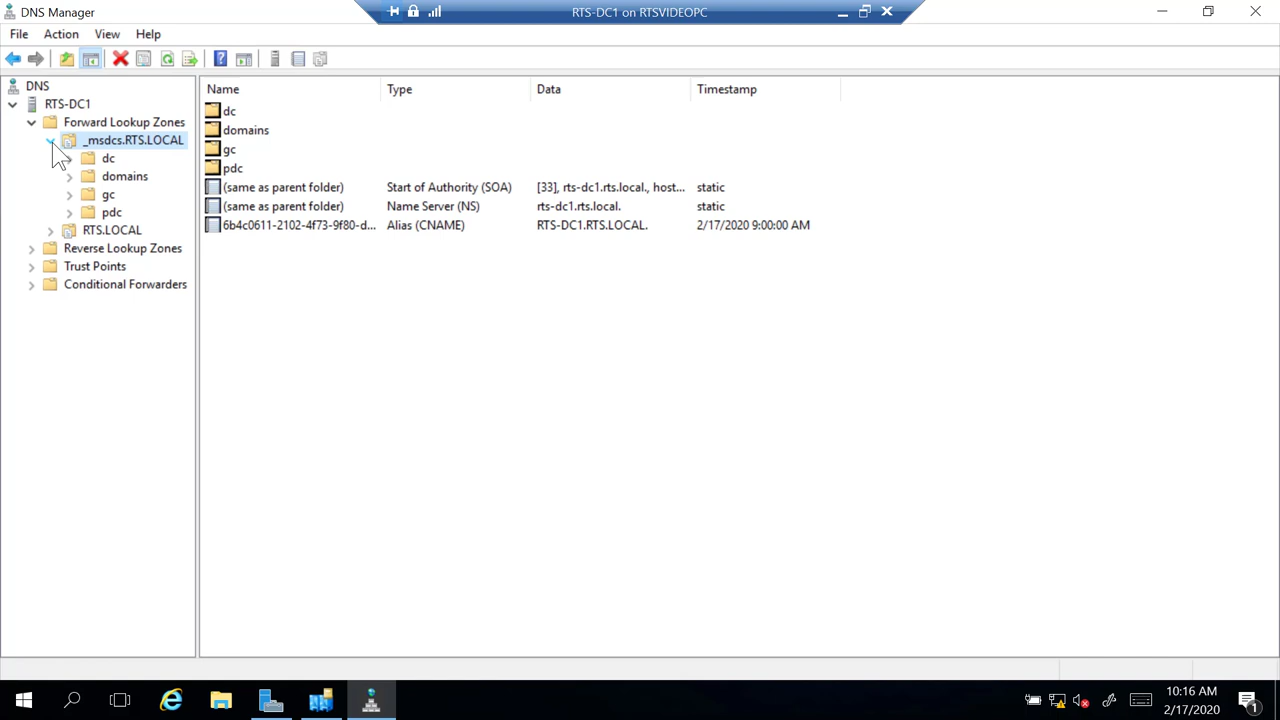 DNS Manager
RTS-DC1 on RTSVIDEOPC
File Action View Help
DNS
RTS-DC1
Forward Lookup Zones
_msdcs.RTS.LOCAL
dc
domains
gc
pdc
RTS.LOCAL
Reverse Lookup Zones
Trust Points
Conditional Forwarders
Name Type Data Timestamp
dc
domains
gc
pdc
(same as parent folder) Start of Authority (SOA) [33], rts-dc1.rts.local., host... static
(same as parent folder) Name Server (NS) rts-dc1.rts.local. static
6b4c0611-2102-4f73-9f80-d... Alias (CNAME) RTS-DC1.RTS.LOCAL. 2/17/2020 9:00:00 AM
10:16 AM
2/17/2020
1